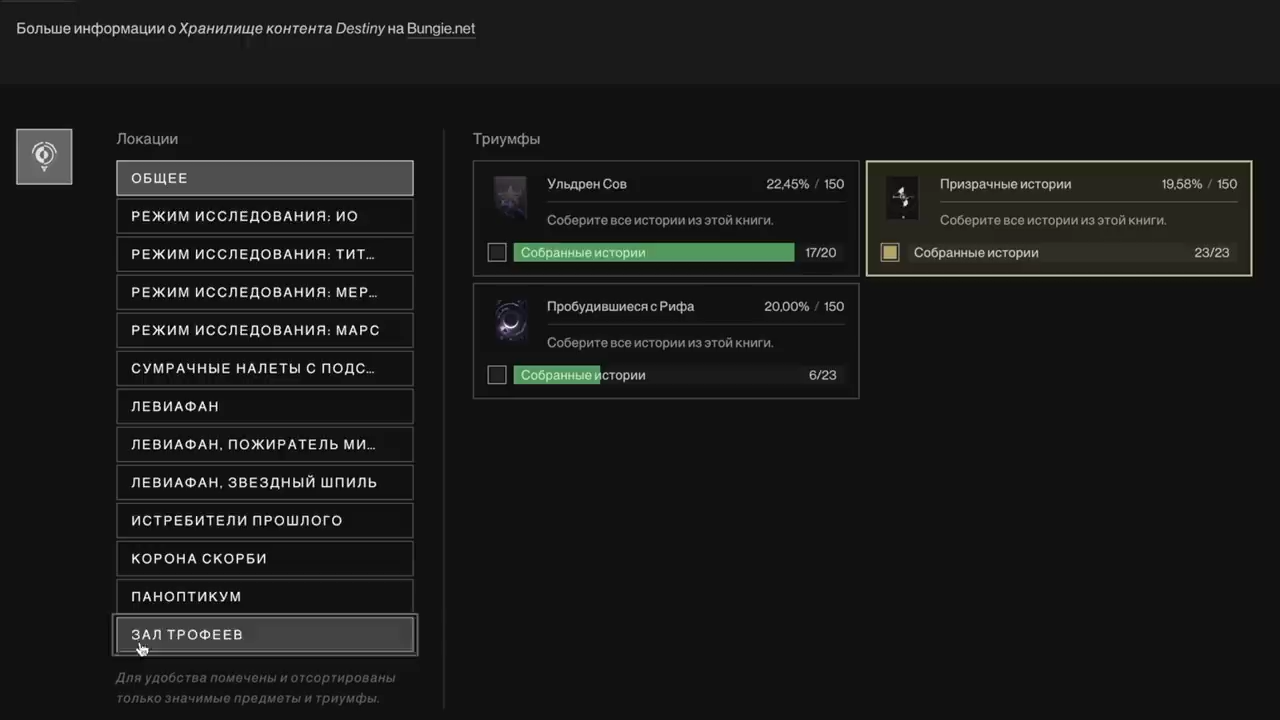 Больше информации о Хранилище контента Destiny на Bungie.net
Локации
ОБЩЕЕ
РЕЖИМ ИССЛЕДОВАНИЯ: ИО
РЕЖИМ ИССЛЕДОВАНИЯ: ТИТ…
РЕЖИМ ИССЛЕДОВАНИЯ: МЕР…
РЕЖИМ ИССЛЕДОВАНИЯ: МАРС
СУМРАЧНЫЕ НАЛЕТЫ С ПОДС…
ЛЕВИАФАН
ЛЕВИАФАН, ПОЖИРАТЕЛЬ МИ…
ЛЕВИАФАН, ЗВЕЗДНЫЙ ШПИЛЬ
ИСТРЕБИТЕЛИ ПРОШЛОГО
КОРОНА СКОРБИ
ПАНОПТИКУМ
ЗАЛ ТРОФЕЕВ
Для удобства помечены и отсортированы
только значимые предметы и триумфы.
Триумфы
Ульдрен Сов 22,45% / 150
Соберите все истории из этой книги.
Собранные истории 17/20
Призрачные истории 19,58% / 150
Соберите все истории из этой книги.
Собранные истории 23/23
Пробудившиеся с Рифа 20,00% / 150
Соберите все истории из этой книги.
Собранные истории 6/23